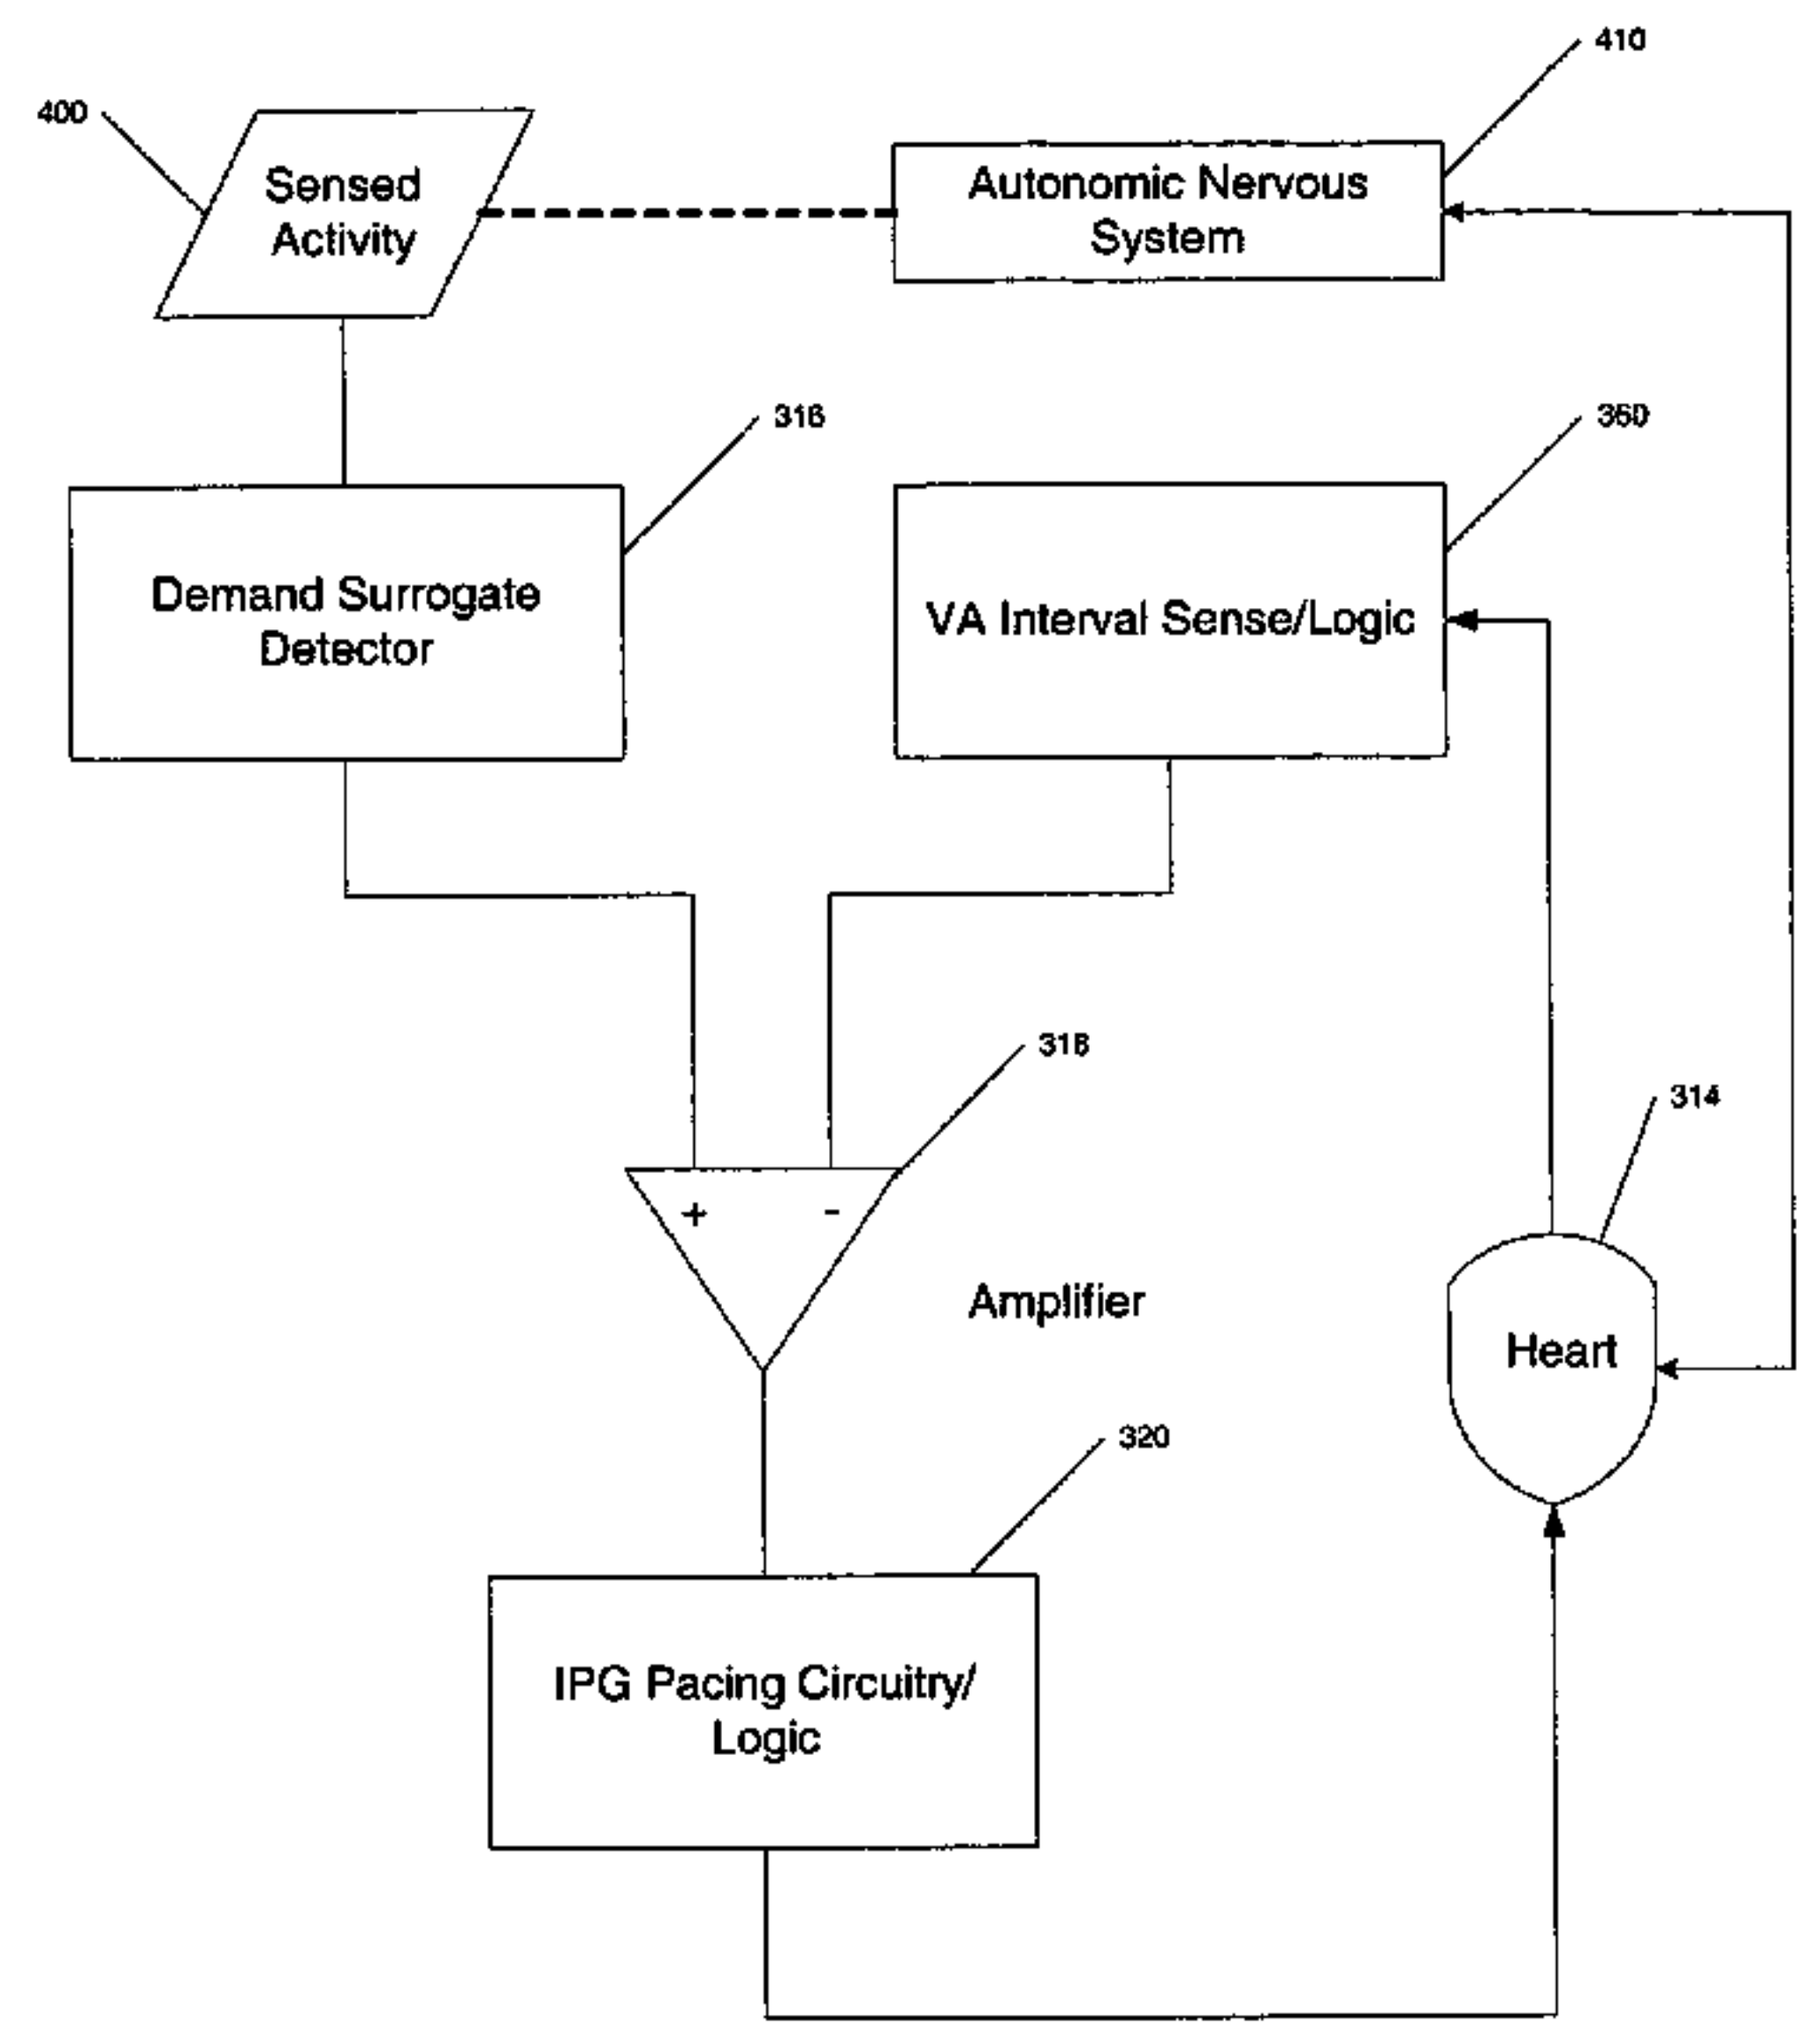 410
400
Sensed
Activity
Autonomic Nervous
System
316
350
Demand Surrogate
Detector
VA Interval Sense/Logic
318
314
+ -
Amplifier
Heart
320
IPG Pacing Circuitry/
Logic